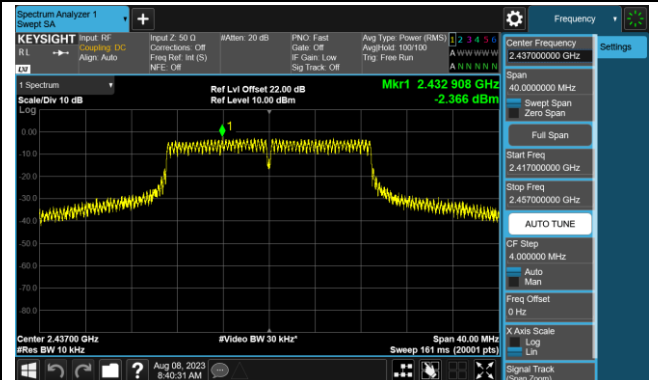 Spectrum Analyzer 1
Swept SA
Frequency
KEYSIGHT
RL
LXI
Input: RF
Coupling: DC
Align: Auto
Input Z: 50 Ω
Corrections: Off
Freq Ref: Int (S)
NFE: Off
#Atten: 20 dB
PNO: Fast
Gate: Off
IF Gain: Low
Sig Track: Off
Avg Type: Power (RMS)
Avg|Hold: 100/100
Trig: Free Run
1 2 3 4 5 6
A W W W W W
A N N N N N
1 Spectrum
Scale/Div 10 dB
Ref Lvl Offset 22.00 dB
Ref Level 10.00 dBm
Mkr1 2.432 908 GHz
-2.366 dBm
Log
1
0.00
-10.0
-20.0
-30.0
-40.0
-50.0
-60.0
-70.0
-80.0
Center 2.43700 GHz
#Res BW 10 kHz
#Video BW 30 kHz*
Span 40.00 MHz
Sweep 161 ms (20001 pts)
Aug 08, 2023
8:40:31 AM
Center Frequency
2.437000000 GHz
Settings
Span
40.0000000 MHz
Swept Span
Zero Span
Full Span
Start Freq
2.417000000 GHz
Stop Freq
2.457000000 GHz
AUTO TUNE
CF Step
4.000000 MHz
Auto
Man
Freq Offset
0 Hz
X Axis Scale
Log
Lin
Signal Track
(Span Zoom)